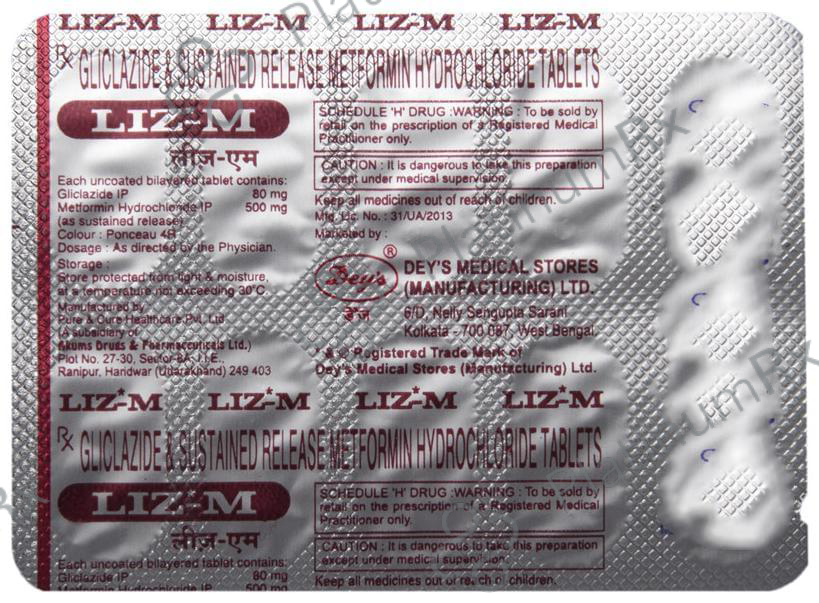 LIZ-M LIZ-M LIZ-M LIZ-M
Rx GLICLAZIDE & SUSTAINED RELEASE METFORMIN HYDROCHLORIDE TABLETS
LIZ-M
लीज़-एम
Each uncoated bilayered tablet contains:
Gliclazide IP 80 mg
Metformin Hydrochloride IP 500 mg
(as sustained release)
Colour : Ponceau 4R
Dosage : As directed by the Physician.
Storage :
Store protected from light & moisture,
at a temperature not exceeding 30°C.
Manufactured by
Pure & Cure Healthcare Pvt. Ltd.
(A subsidiary of
Akums Drugs & Pharmaceuticals Ltd.)
Plot No. 27-30, Sector-8A, I.I.E.,
Ranipur, Haridwar (Uttarakhand) 249 403
SCHEDULE 'H' DRUG :WARNING : To be sold by
retail on the prescription of a Registered Medical
Practitioner only.
CAUTION : It is dangerous to take this preparation
except under medical supervision.
Keep all medicines out of reach of children.
Mfg. Lic. No. : 31/UA/2013
Marketed by :
Dey's ®
डे'ज़
DEY'S MEDICAL STORES
(MANUFACTURING) LTD.
6/D, Nelly Sengupta Sarani
Kolkata - 700 087, West Bengal
* & ® Registered Trade Mark of
Dey's Medical Stores (Manufacturing) Ltd.
LIZ*-M LIZ*-M LIZ*-M LIZ*-M
Rx GLICLAZIDE & SUSTAINED RELEASE METFORMIN HYDROCHLORIDE TABLETS
LIZ-M
लीज़-एम
Each uncoated bilayered tablet contains:
Gliclazide IP 80 mg
Metformin Hydrochloride IP 500 mg
SCHEDULE 'H' DRUG :WARNING : To be sold by
retail on the prescription of a Registered Medical
Practitioner only.
CAUTION : It is dangerous to take this preparation
except under medical supervision.
Keep all medicines out of reach of children.
PlatinumRx